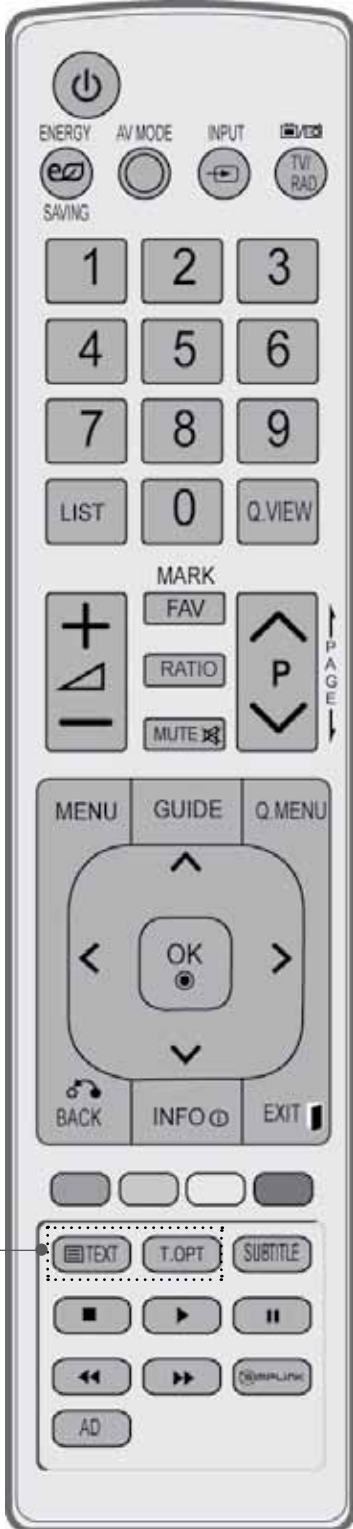 ENERGY AV MODE INPUT
TV/
RAD
SAVING
1 2 3
4 5 6
7 8 9
LIST 0 Q.VIEW
MARK
FAV
RATIO P PAGE
MUTE
MENU GUIDE Q.MENU
OK
BACK INFO EXIT
TEXT T.OPT SUBTITLE
SIMPLINK
AD